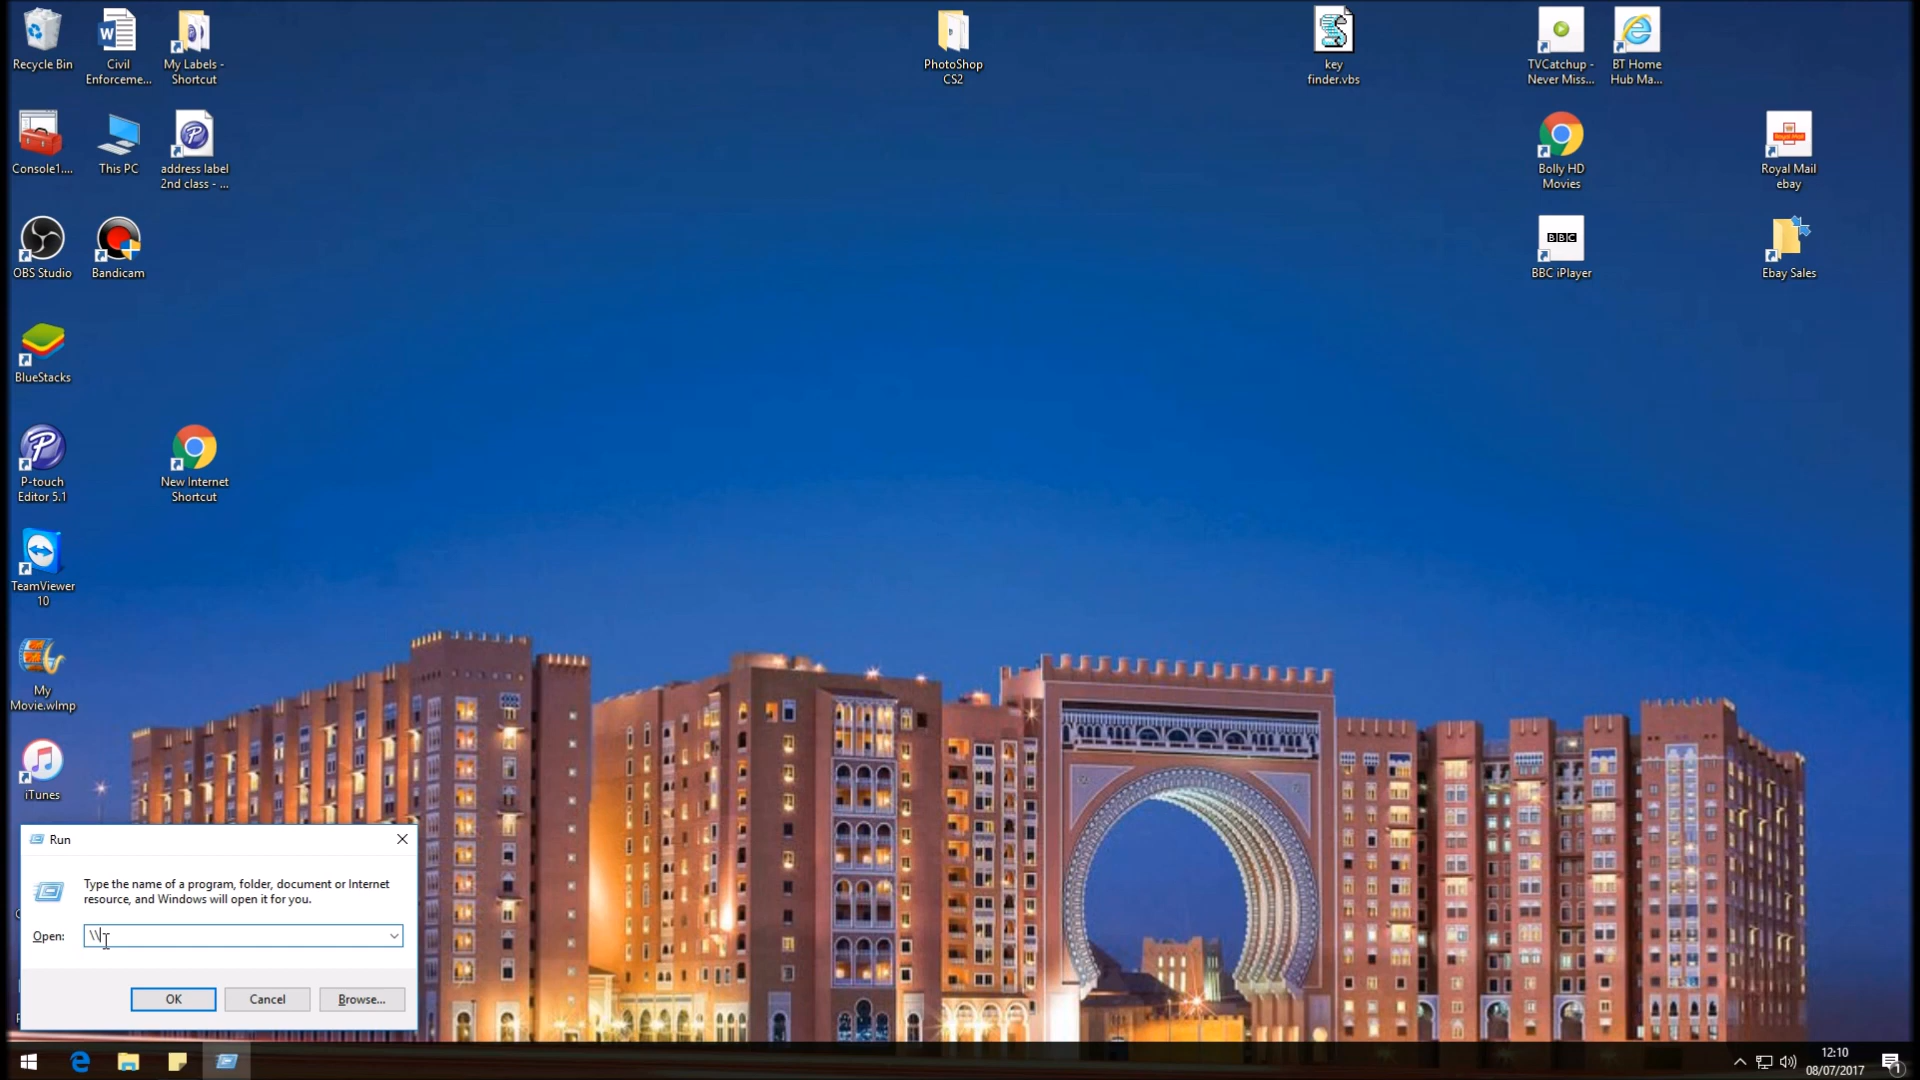 Recycle Bin
Civil
Enforceme...
My Labels -
Shortcut
PhotoShop
CS2
key
finder.vbs
TVCatchup -
Never Miss...
BT Home
Hub Ma...
Console1....
This PC
address label
2nd class - ...
Bolly HD
Movies
Royal Mail
Royal Mail
ebay
OBS Studio
Bandicam
BBC
BBC iPlayer
Ebay Sales
BlueStacks
P-touch
Editor 5.1
New Internet
Shortcut
TeamViewer
10
My
Movie.wlmp
iTunes
Run
Type the name of a program, folder, document or Internet
resource, and Windows will open it for you.
Open: \\
OK
Cancel
Browse...
12:10
08/07/2017
1